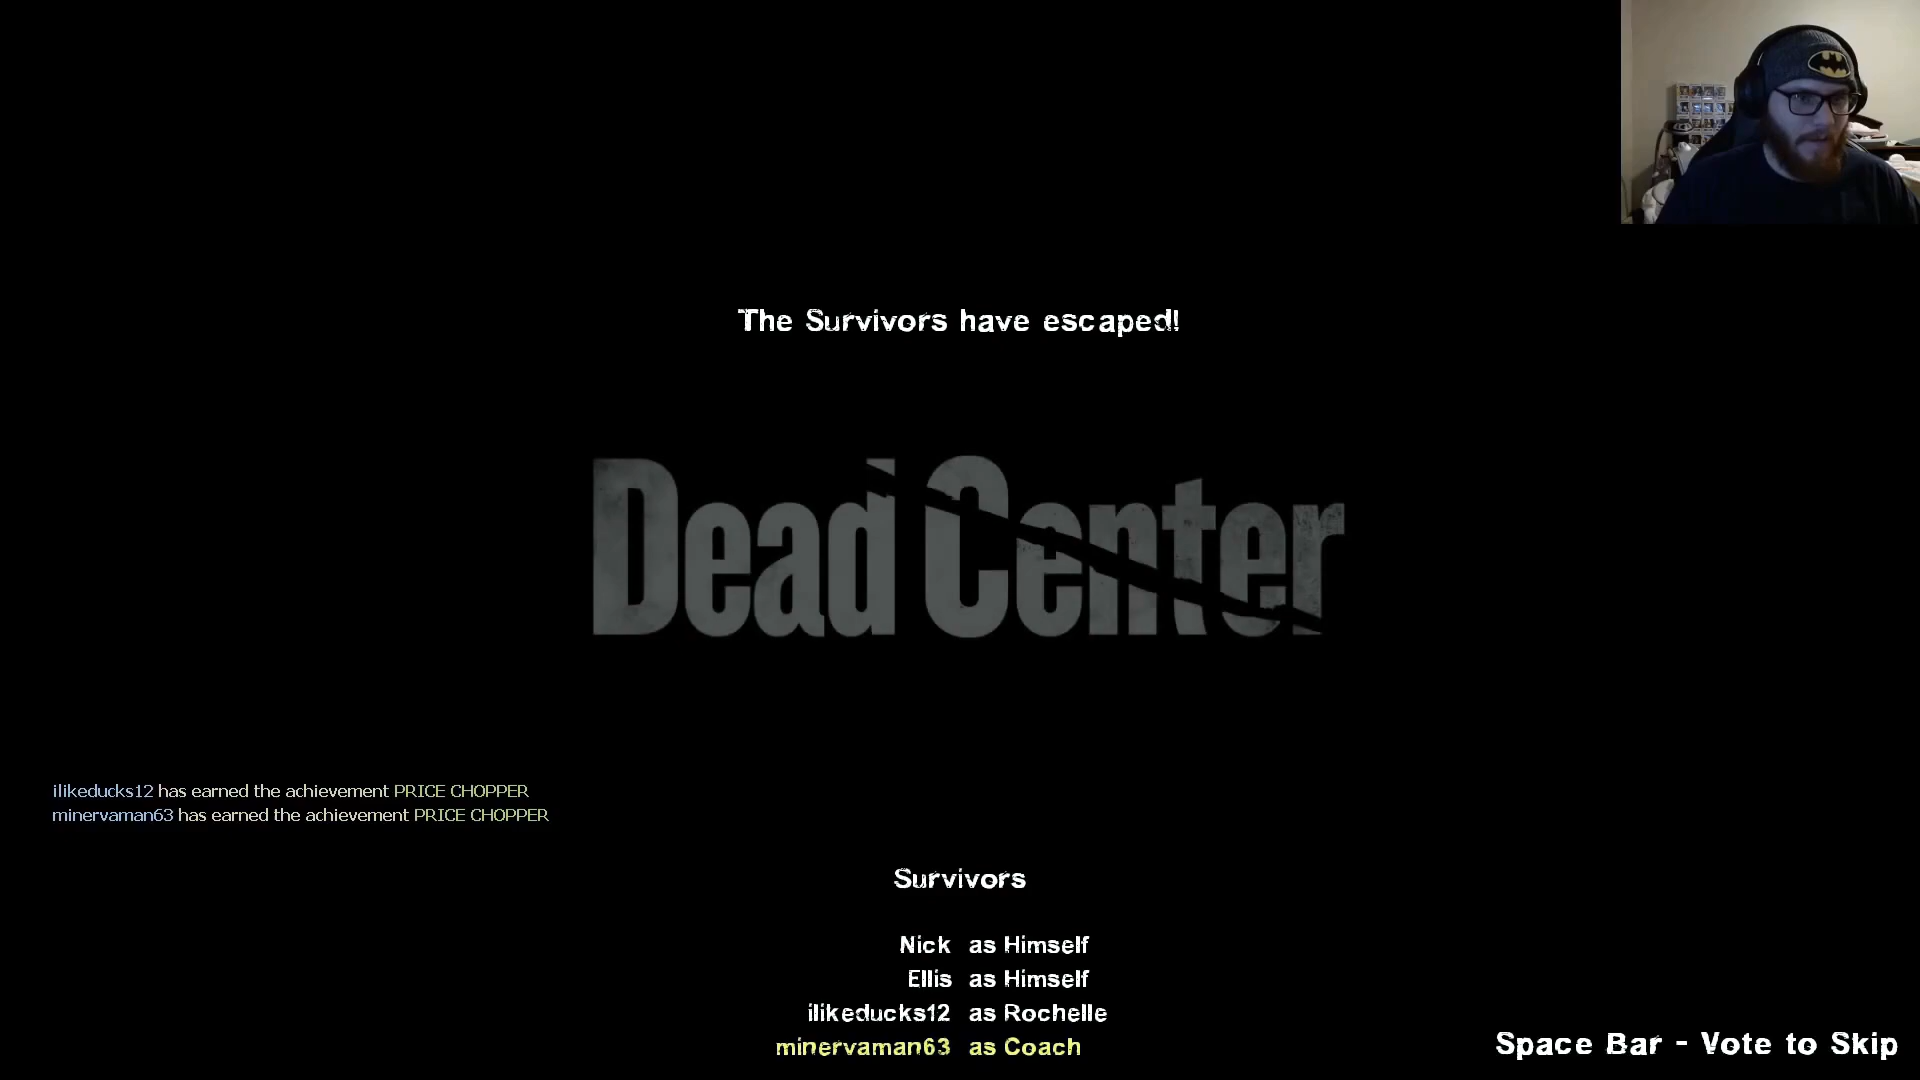 The Survivors have escaped!
Dead Center
ilikeducks12 has earned the achievement PRICE CHOPPER
minervaman63 has earned the achievement PRICE CHOPPER
Survivors
Nick as Himself
Ellis as Himself
ilikeducks12 as Rochelle
minervaman63 as Coach
Space Bar - Vote to Skip